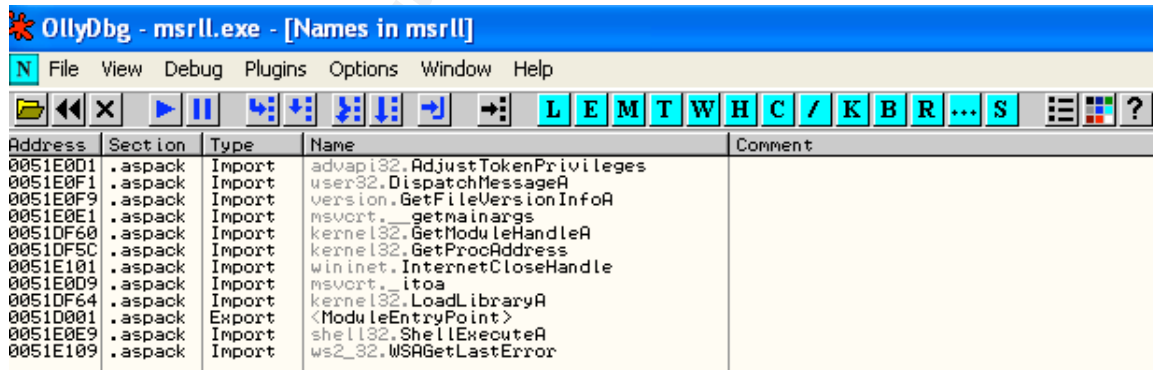 OllyDbg - msrll.exe - [Names in msrll]
N File View Debug Plugins Options Window Help
L E M T W H C / K B R ... S ?
Address Section Type Name Comment
0051E0D1 .aspack Import advapi32.AdjustTokenPrivileges
0051E0F1 .aspack Import user32.DispatchMessageA
0051E0F9 .aspack Import version.GetFileVersionInfoA
0051E0E1 .aspack Import msvcrt.__getmainargs
0051DF60 .aspack Import kernel32.GetModuleHandleA
0051DF5C .aspack Import kernel32.GetProcAddress
0051E101 .aspack Import wininet.InternetCloseHandle
0051E0D9 .aspack Import msvcrt._itoa
0051DF64 .aspack Import kernel32.LoadLibraryA
0051D001 .aspack Export <ModuleEntryPoint>
0051E0E9 .aspack Import shell32.ShellExecuteA
0051E109 .aspack Import ws2_32.WSAGetLastError